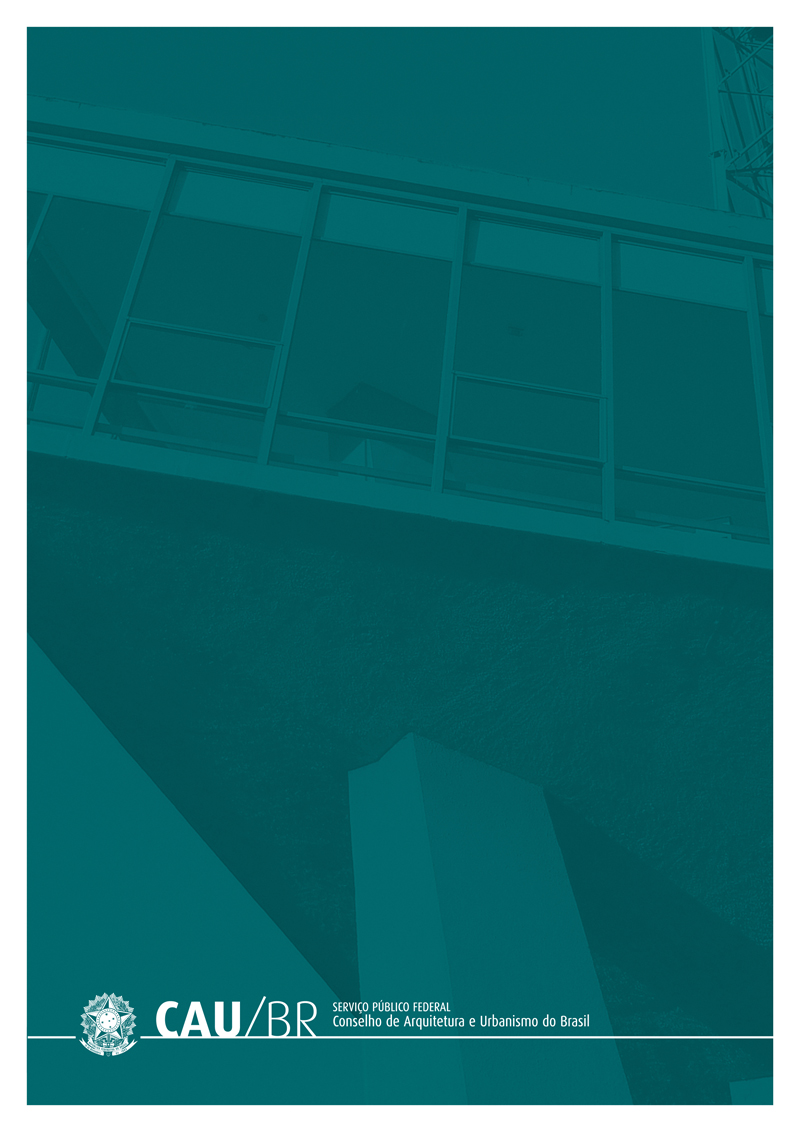 CAU/BR
SERVIÇO PÚBLICO FEDERAL
Conselho de Arquitetura e Urbanismo do Brasil